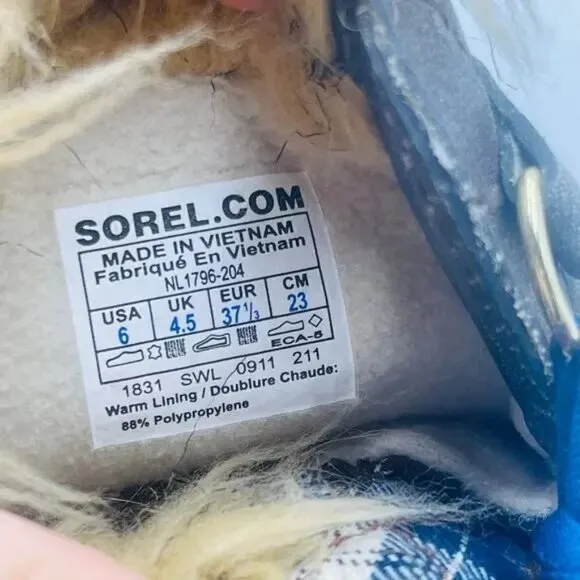 SOREL.COM
MADE IN VIETNAM
Fabriqué En Vietnam
NL1796-204
USA UK EUR CM
6 4.5 37 1/3 23
ECA-5
1831 SWL 0911 211
Warm Lining / Doublure Chaude:
88% Polypropylene